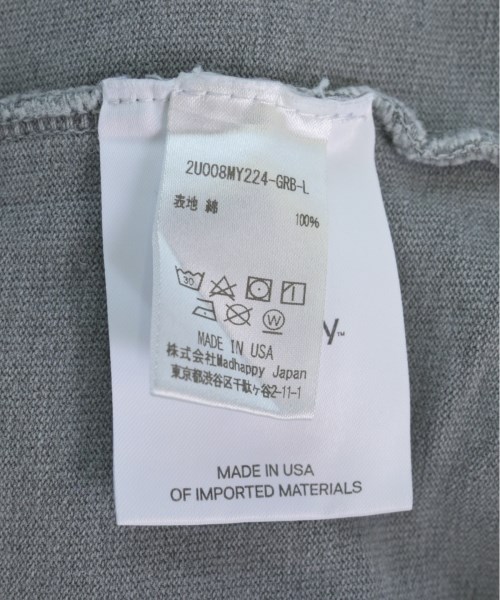 2U008MY224-GRB-L
表地 綿 100%
30
W
y™
MADE IN USA
株式会社Madhappy Japan
東京都渋谷区千駄ヶ谷2-11-1
MADE IN USA
OF IMPORTED MATERIALS